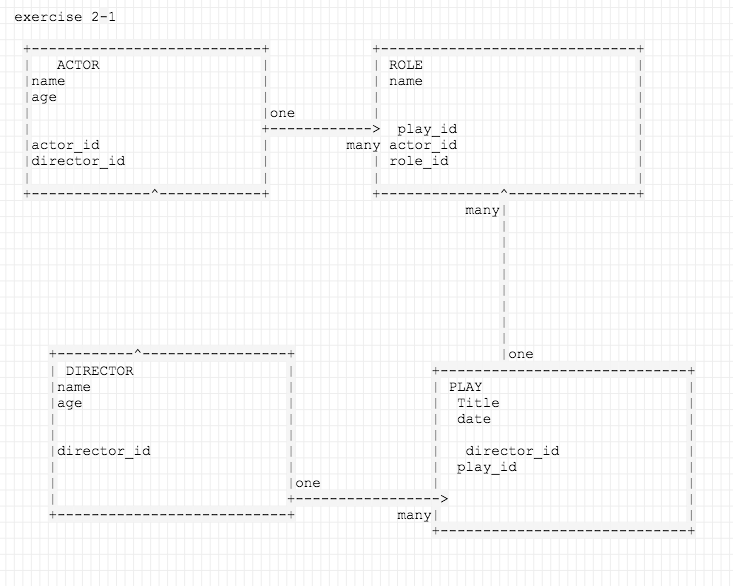 exercise 2-1
ACTOR
name
age
actor_id
director_id
one
many
ROLE
name
play_id
actor_id
role_id
many
one
DIRECTOR
name
age
director_id
one
many
PLAY
Title
date
director_id
play_id